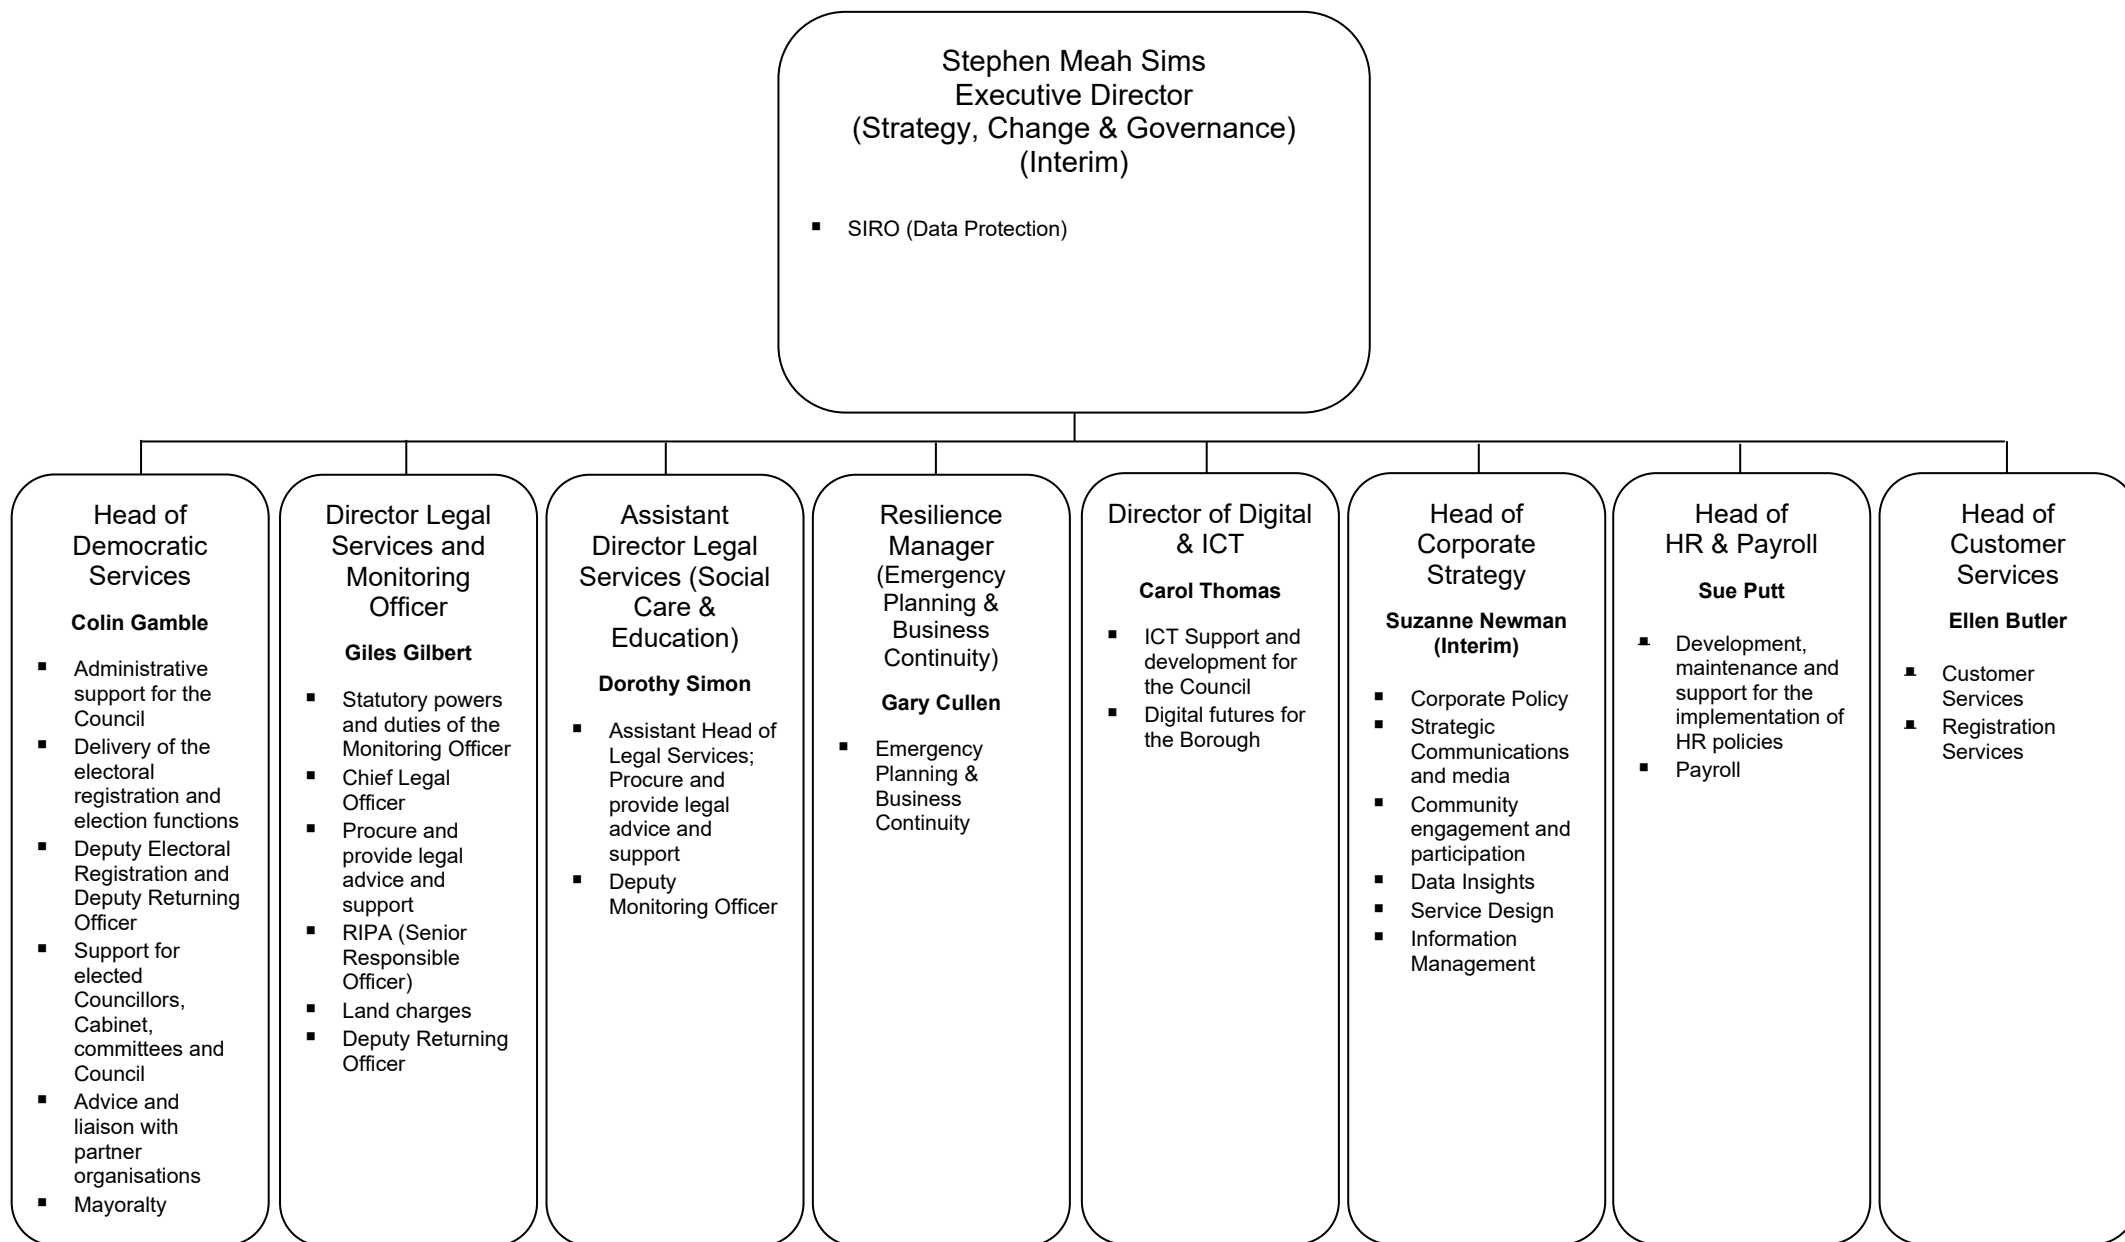 Stephen Meah Sims
Executive Director
(Strategy, Change & Governance)
(Interim)
▪ SIRO (Data Protection)
Head of
Democratic
Services
Colin Gamble
▪ Administrative
support for the
Council
▪ Delivery of the
electoral
registration and
election functions
▪ Deputy Electoral
Registration and
Deputy Returning
Officer
▪ Support for
elected
Councillors,
Cabinet,
committees and
Council
▪ Advice and
liaison with
partner
organisations
▪ Mayoralty
Director Legal
Services and
Monitoring
Officer
Giles Gilbert
▪ Statutory powers
and duties of the
Monitoring Officer
▪ Chief Legal
Officer
▪ Procure and
provide legal
advice and
support
▪ RIPA (Senior
Responsible
Officer)
▪ Land charges
▪ Deputy Returning
Officer
Assistant
Director Legal
Services (Social
Care &
Education)
Dorothy Simon
▪ Assistant Head of
Legal Services;
Procure and
provide legal
advice and
support
▪ Deputy
Monitoring Officer
Resilience
Manager
(Emergency
Planning &
Business
Continuity)
Gary Cullen
▪ Emergency
Planning &
Business
Continuity
Director of Digital
& ICT
Carol Thomas
▪ ICT Support and
development for
the Council
▪ Digital futures for
the Borough
Head of
Corporate
Strategy
Suzanne Newman
(Interim)
▪ Corporate Policy
▪ Strategic
Communications
and media
▪ Community
engagement and
participation
▪ Data Insights
▪ Service Design
▪ Information
Management
Head of
HR & Payroll
Sue Putt
▪ Development,
maintenance and
support for the
implementation of
HR policies
▪ Payroll
Head of
Customer
Services
Ellen Butler
▪ Customer
Services
▪ Registration
Services